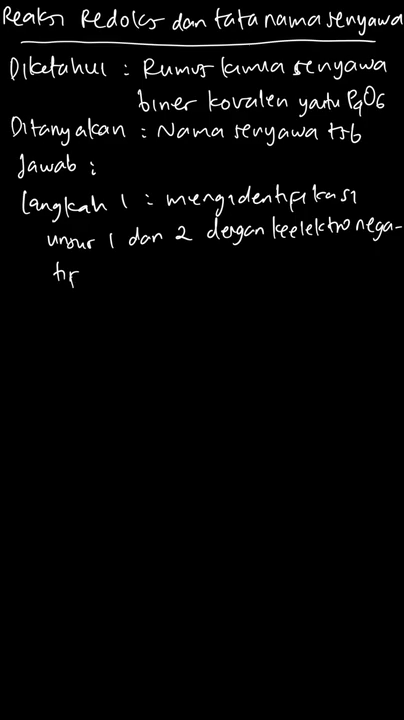 Reaksi Redoks dan tata nama senyawa
Diketahui : Rumus kimia senyawa
biner kovalen yaitu P4O6
Ditanyakan : Nama senyawa tsb
Jawab :
Langkah 1 : mengidentifikasi
unsur 1 dan 2 dengan keelektronega-
tif